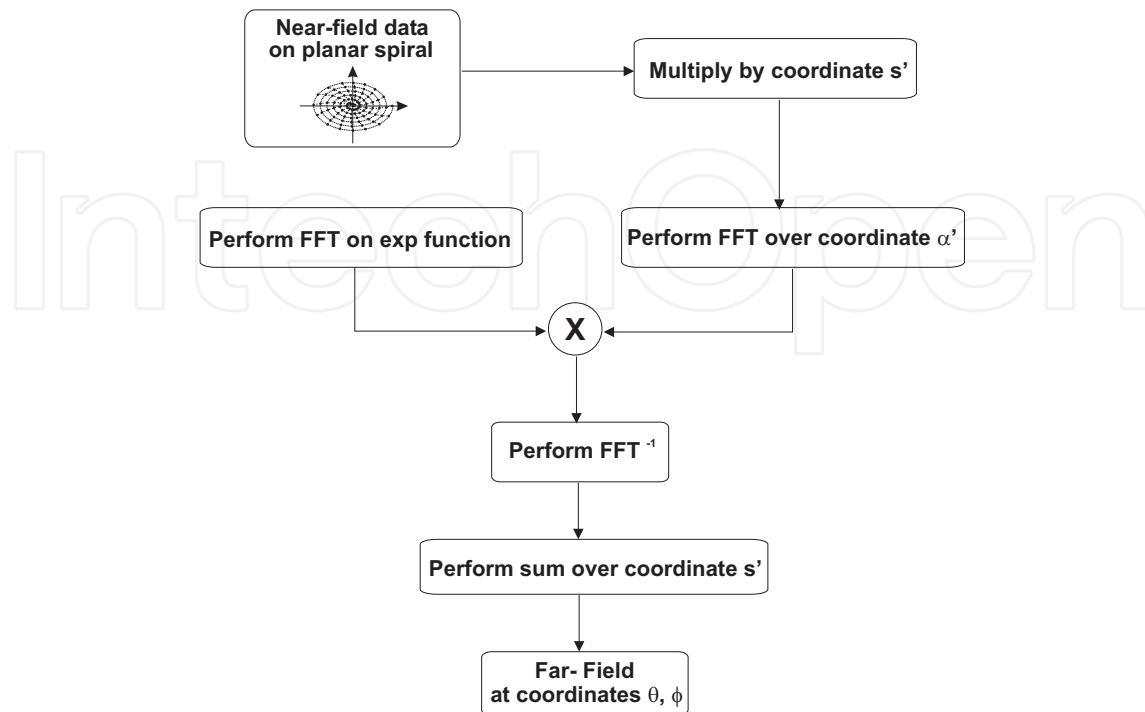 Near-field data
on planar spiral
Multiply by coordinate s’
IntechOpen
Perform FFT on exp function
Perform FFT over coordinate α’
X
Perform FFT -1
Perform sum over coordinate s’
Far- Field
at coordinates θ, ϕ